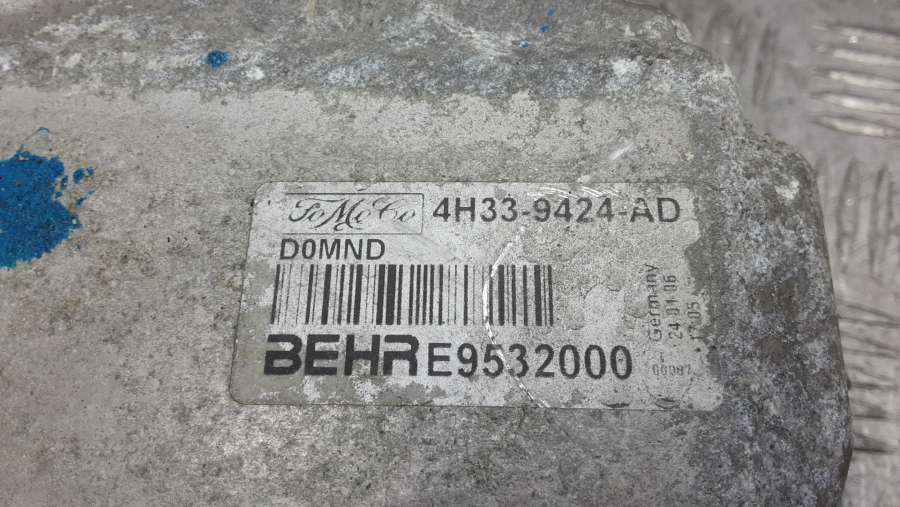 FoMoCo 4H33-9424-AD
D0MND
BEHR E9532000
Germany
24 01 06